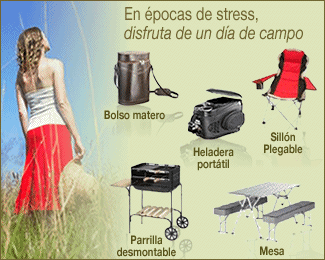 En épocas de stress,
disfruta de un día de campo
Bolso matero
Heladera
portátil
Sillón
Plegable
Parrilla
desmontable
Mesa